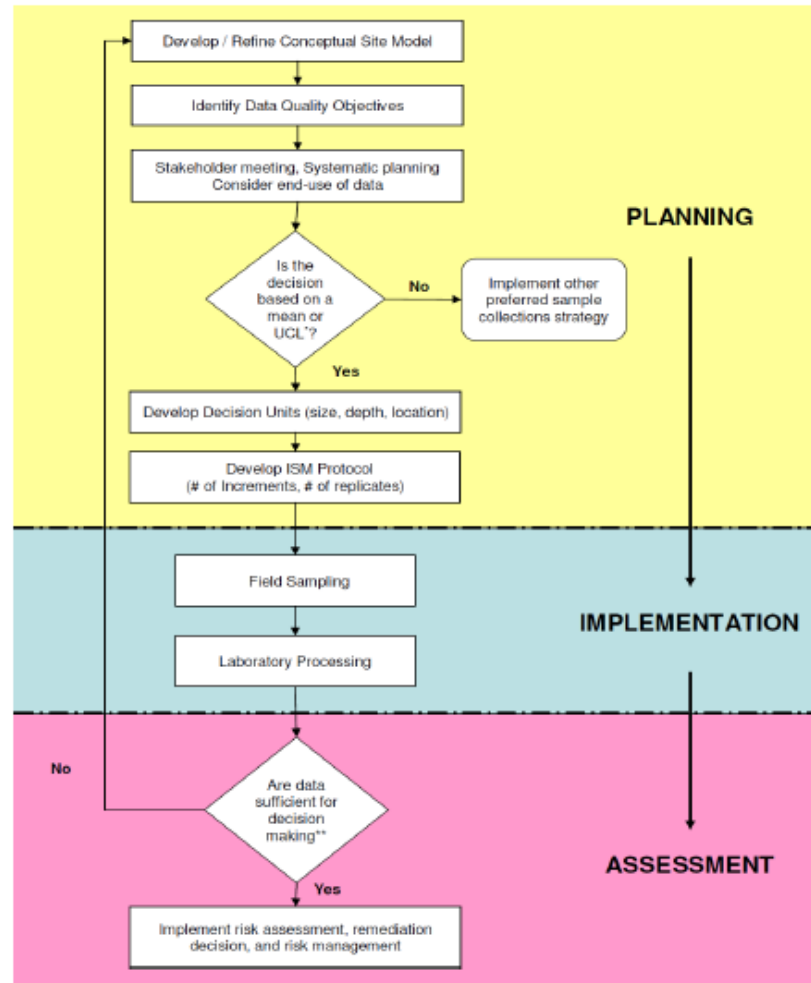 Develop / Refine Conceptual Site Model
Identify Data Quality Objectives
Stakeholder meeting, Systematic planning
Consider end-use of data
PLANNING
Is the
decision
based on a
mean or
UCL*?
No
Implement other
preferred sample
collections strategy
Yes
Develop Decision Units (size, depth, location)
Develop ISM Protocol
(# of Increments, # of replicates)
Field Sampling
IMPLEMENTATION
Laboratory Processing
No
Are data
sufficient for
decision
making**
ASSESSMENT
Yes
Implement risk assessment, remediation
decision, and risk management